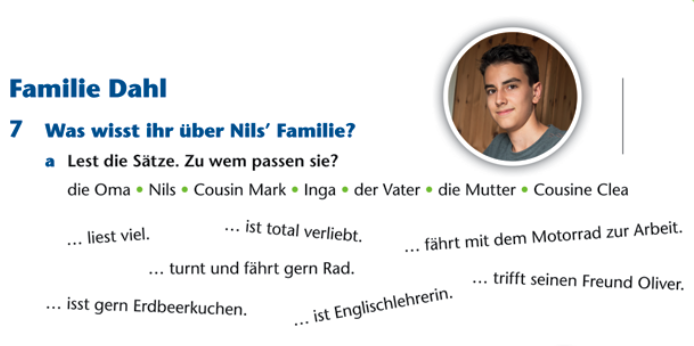 Familie Dahl
7 Was wisst ihr über Nils’ Familie?
a Lest die Sätze. Zu wem passen sie?
die Oma • Nils • Cousin Mark • Inga • der Vater • die Mutter • Cousine Clea
… liest viel.
… ist total verliebt.
… fährt mit dem Motorrad zur Arbeit.
… turnt und fährt gern Rad.
… trifft seinen Freund Oliver.
… isst gern Erdbeerkuchen.
… ist Englischlehrerin.